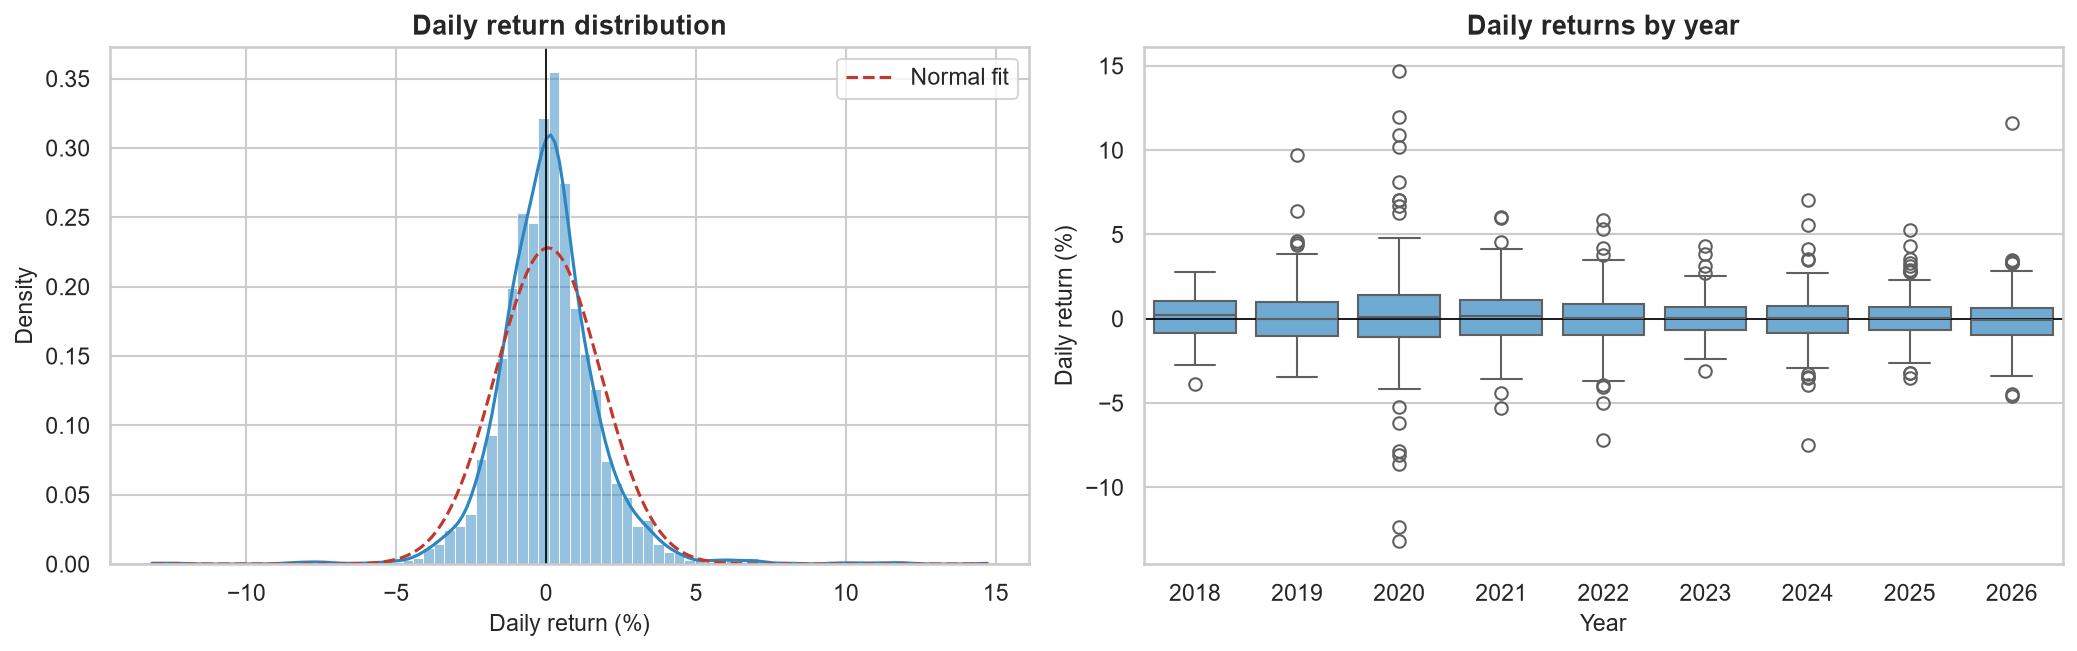 Daily return distribution
Normal fit
Density
0.35
0.30
0.25
0.20
0.15
0.10
0.05
0.00
−10 −5 0 5 10 15
Daily return (%)
Daily returns by year
Daily return (%)
15
10
5
0
−5
−10
2018 2019 2020 2021 2022 2023 2024 2025 2026
Year